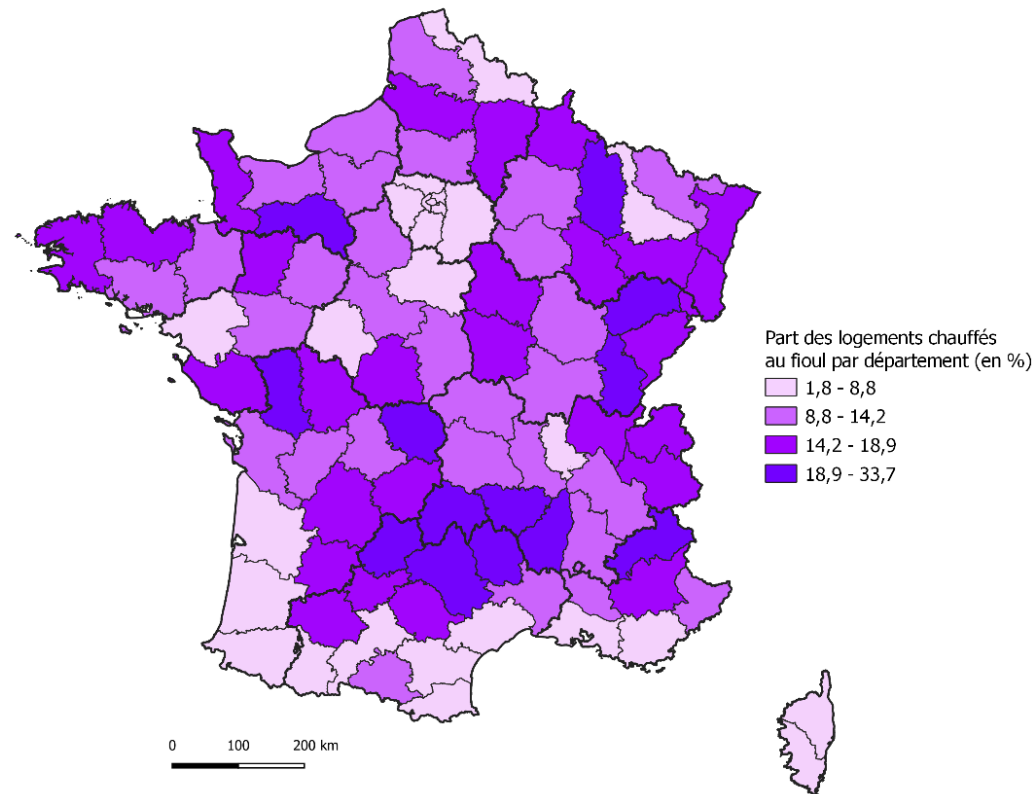 Part des logements chauffés
au fioul par département (en %)
1,8 - 8,8
8,8 - 14,2
14,2 - 18,9
18,9 - 33,7
0 100 200 km